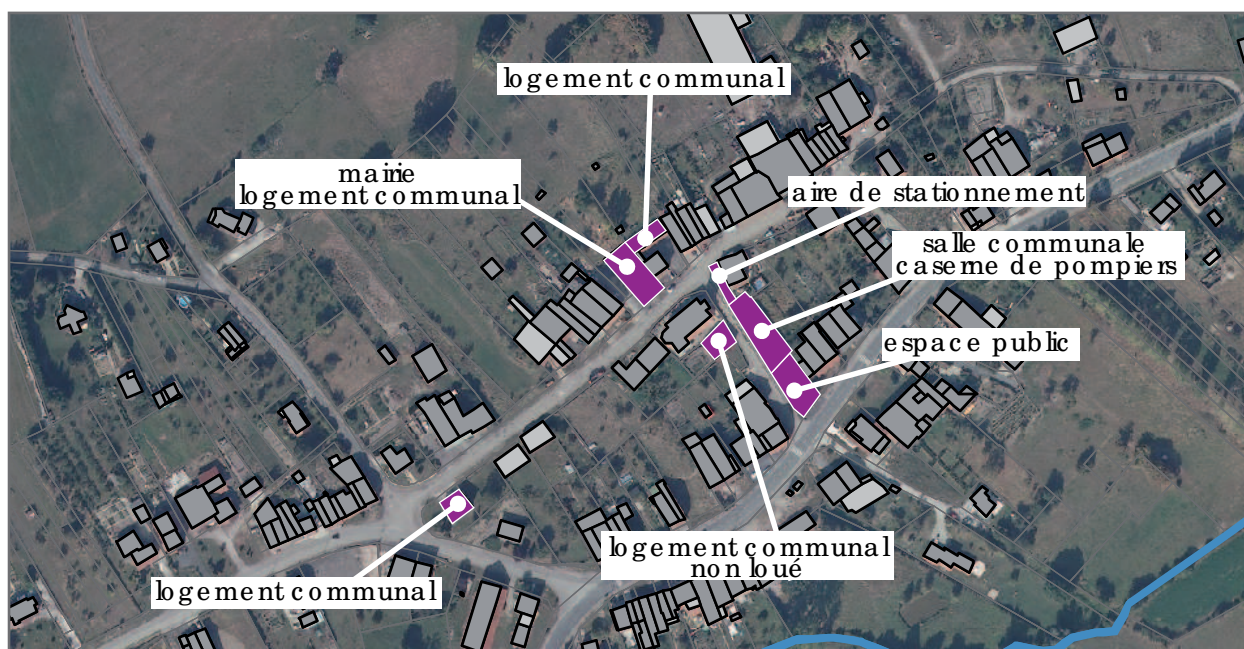 logement communal
mairie
logement communal
aire de stationnement
salle communale
caserne de pompiers
espace public
logement communal
non loué
logement communal